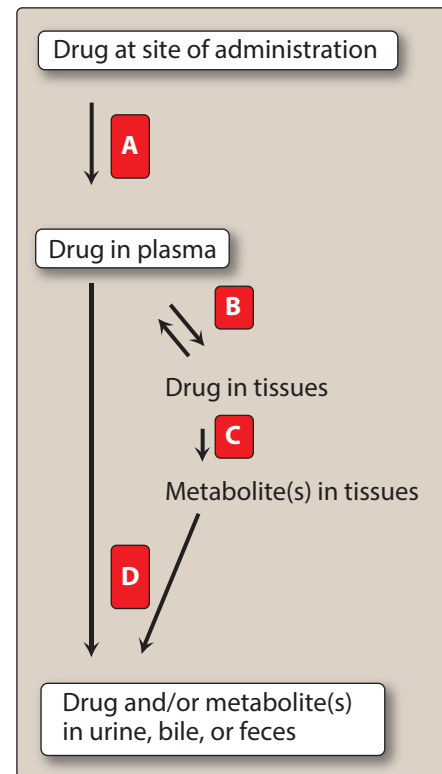 Drug at site of administration
A
Drug in plasma
B
Drug in tissues
C
Metabolite(s) in tissues
D
Drug and/or metabolite(s)
in urine, bile, or feces